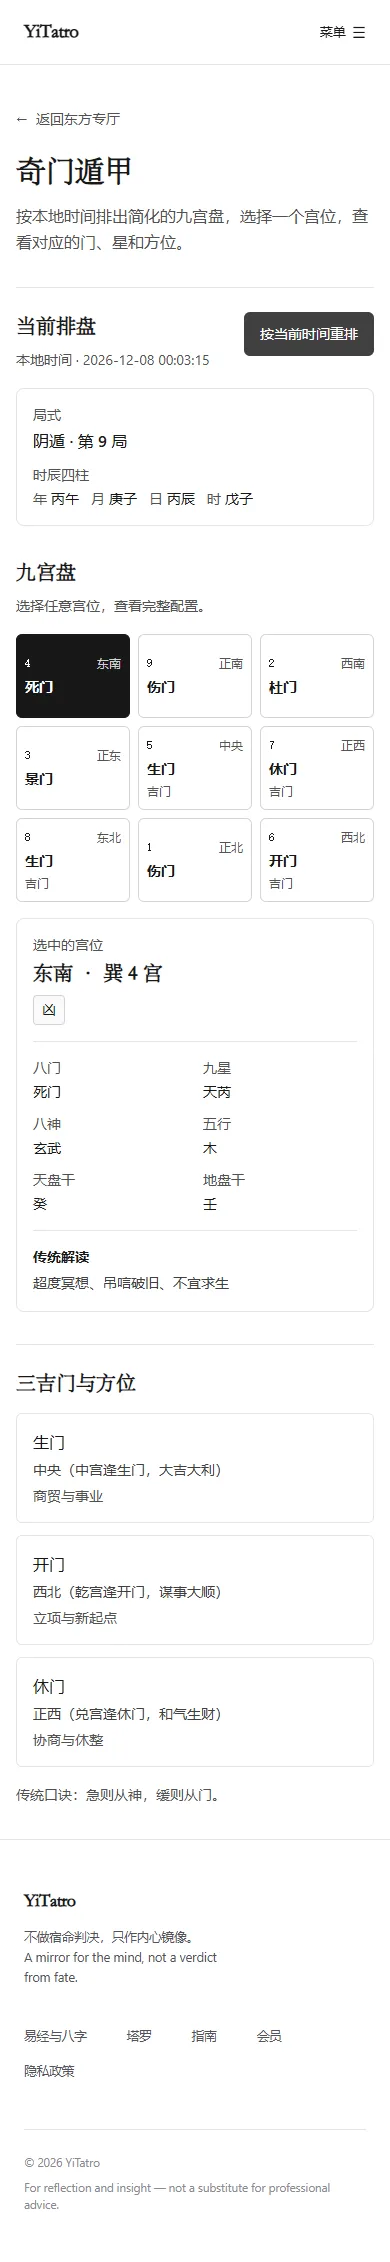 YiTatro
菜单 ☰
← 返回东方专厅
奇门遁甲
按本地时间排出简化的九宫盘，选择一个宫位，查
看对应的门、星和方位。
当前排盘
按当前时间重排
本地时间 · 2026-12-08 00:03:15
局式
阴遁 · 第 9 局
时辰四柱
年 丙午 月 庚子 日 丙辰 时 戊子
九宫盘
选择任意宫位，查看完整配置。
4 东南
死门
9 正南
伤门
2 西南
杜门
3 正东
景门
5 中央
生门
吉门
7 正西
休门
吉门
8 东北
生门
吉门
1 正北
伤门
6 西北
开门
吉门
选中的宫位
东南 · 巽 4 宫
凶
八门 九星
死门 天芮
八神 五行
玄武 木
天盘干 地盘干
癸 壬
传统解读
超度冥想、吊唁破旧、不宜求生
三吉门与方位
生门
中央（中宫逢生门，大吉大利）
商贸与事业
开门
西北（乾宫逢开门，谋事大顺）
立项与新起点
休门
正西（兑宫逢休门，和气生财）
协商与休整
传统口诀：急则从神，缓则从门。
YiTatro
不做宿命判决，只作内心镜像。
A mirror for the mind, not a verdict
from fate.
易经与八字 塔罗 指南 会员
隐私政策
© 2026 YiTatro
For reflection and insight — not a substitute for professional
advice.